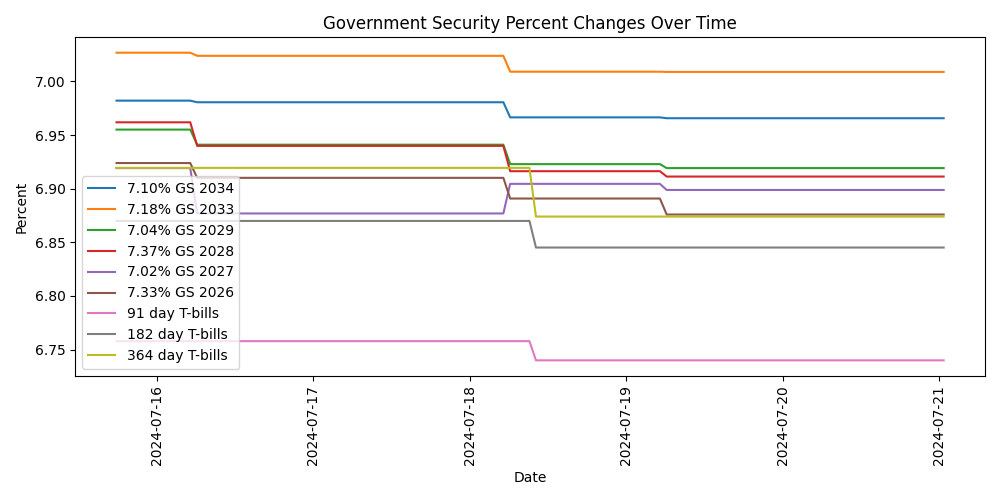 Government Security Percent Changes Over Time
Percent
7.00
6.95
6.90
6.85
6.80
6.75
7.10% GS 2034
7.18% GS 2033
7.04% GS 2029
7.37% GS 2028
7.02% GS 2027
7.33% GS 2026
91 day T-bills
182 day T-bills
364 day T-bills
2024-07-16
2024-07-17
2024-07-18
2024-07-19
2024-07-20
2024-07-21
Date